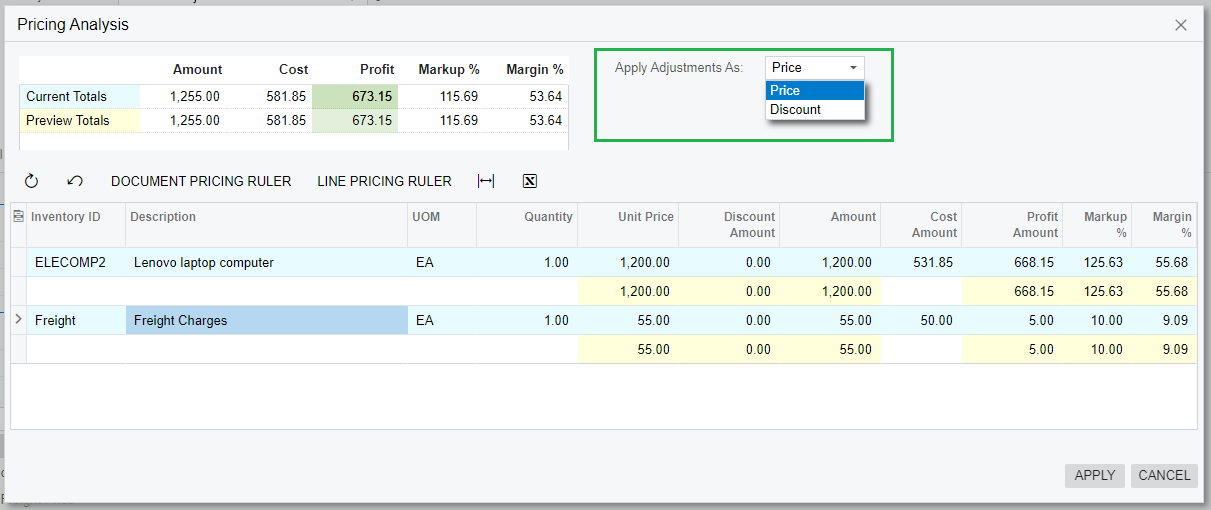 Pricing Analysis
Amount Cost Profit Markup % Margin %
Current Totals 1,255.00 581.85 673.15 115.69 53.64
Preview Totals 1,255.00 581.85 673.15 115.69 53.64
Apply Adjustments As: Price
Price
Discount
DOCUMENT PRICING RULER LINE PRICING RULER
Inventory ID Description UOM Quantity Unit Price Discount Amount Amount Cost Amount Profit Amount Markup % Margin %
ELECOMP2 Lenovo laptop computer EA 1.00 1,200.00 0.00 1,200.00 531.85 668.15 125.63 55.68
1,200.00 0.00 1,200.00 668.15 125.63 55.68
Freight Freight Charges EA 1.00 55.00 0.00 55.00 50.00 5.00 10.00 9.09
55.00 0.00 55.00 5.00 10.00 9.09
APPLY CANCEL